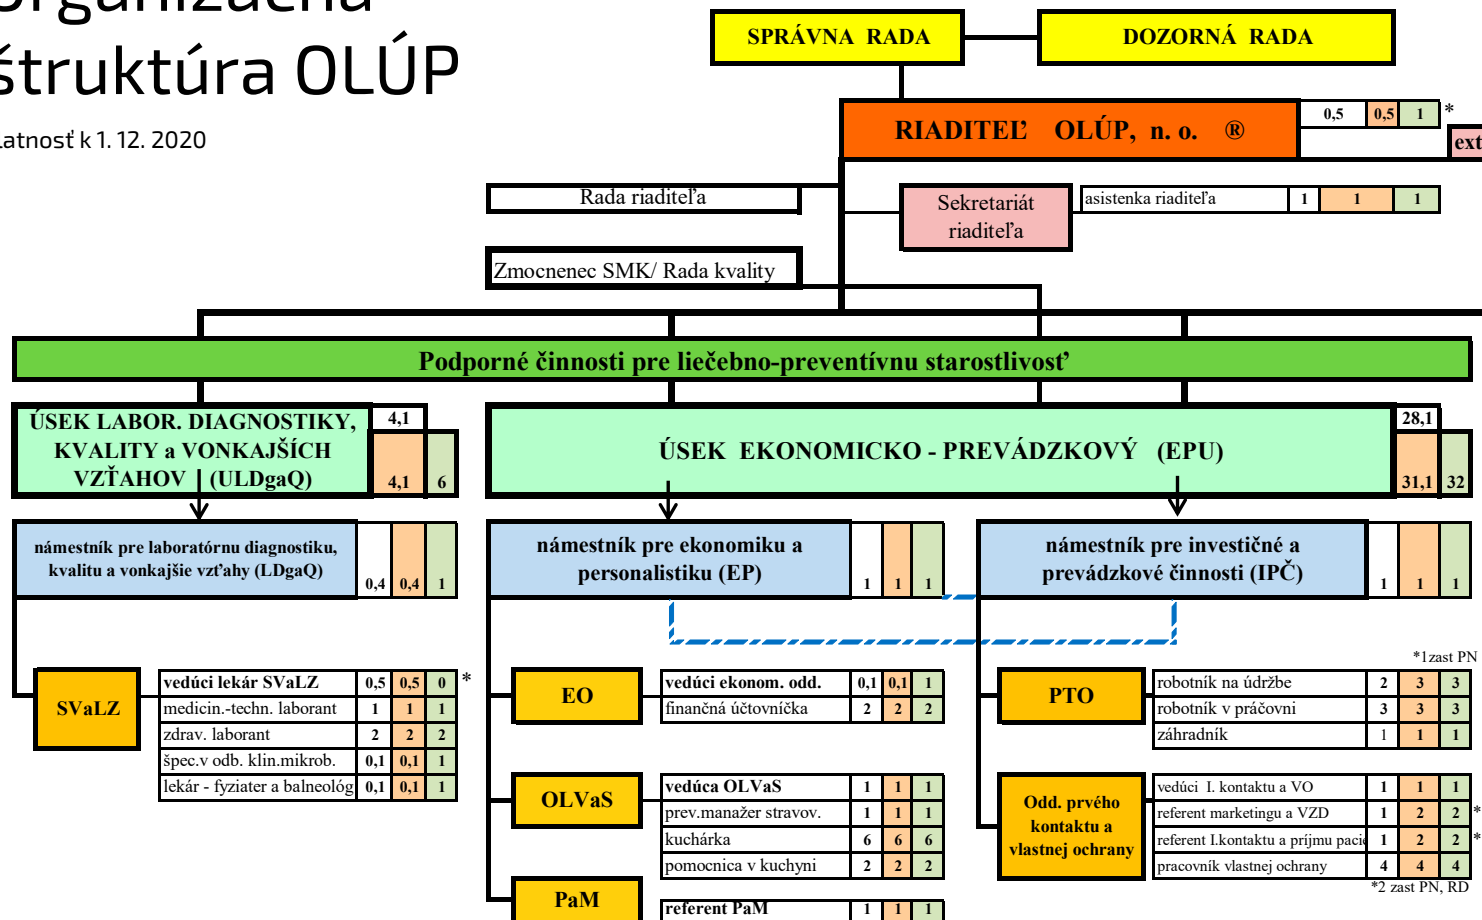 štruktúra OLÚP
SPRÁVNA RADA
DOZORNÁ RADA
RIADITEĽ OLÚP, n. o. ®
0,5 0,5 1 *
ext
k 1. 12. 2020
Rada riaditeľa
Sekretariát
riaditeľa
asistenka riaditeľa 1 1 1
Zmocnenec SMK/ Rada kvality
Podporné činnosti pre liečebno-preventívnu starostlivosť
ÚSEK LABOR. DIAGNOSTIKY,
KVALITY a VONKAJŠÍCH
VZŤAHOV (ULDgaQ)
4,1
4,1 6
ÚSEK EKONOMICKO - PREVÁDZKOVÝ (EPU)
28,1
31,1 32
námestník pre laboratórnu diagnostiku,
kvalitu a vonkajšie vzťahy (LDgaQ)
0,4 0,4 1
námestník pre ekonomiku a
personalistiku (EP)
1 1 1
námestník pre investičné a
prevádzkové činnosti (IPČ)
1 1 1
SVaLZ
vedúci lekár SVaLZ 0,5 0,5 0 *
medicin.-techn. laborant 1 1 1
zdrav. laborant 2 2 2
špec.v odb. klin.mikrob. 0,1 0,1 1
lekár - fyziater a balneológ 0,1 0,1 1
EO
vedúci ekonom. odd. 0,1 0,1 1
finančná účtovníčka 2 2 2
OLVaS
vedúca OLVaS 1 1 1
prev.manažer stravov. 1 1 1
kuchárka 6 6 6
pomocnica v kuchyni 2 2 2
PaM
referent PaM 1 1 1
*1zast PN
PTO
robotník na údržbe 2 3 3
robotník v práčovni 3 3 3
záhradník 1 1 1
Odd. prvého
kontaktu a
vlastnej ochrany
vedúci I. kontaktu a VO 1 1 1
referent marketingu a VZD 1 2 2 *
referent I.kontaktu a príjmu pacie 1 2 2 *
pracovník vlastnej ochrany 4 4 4
*2 zast PN, RD